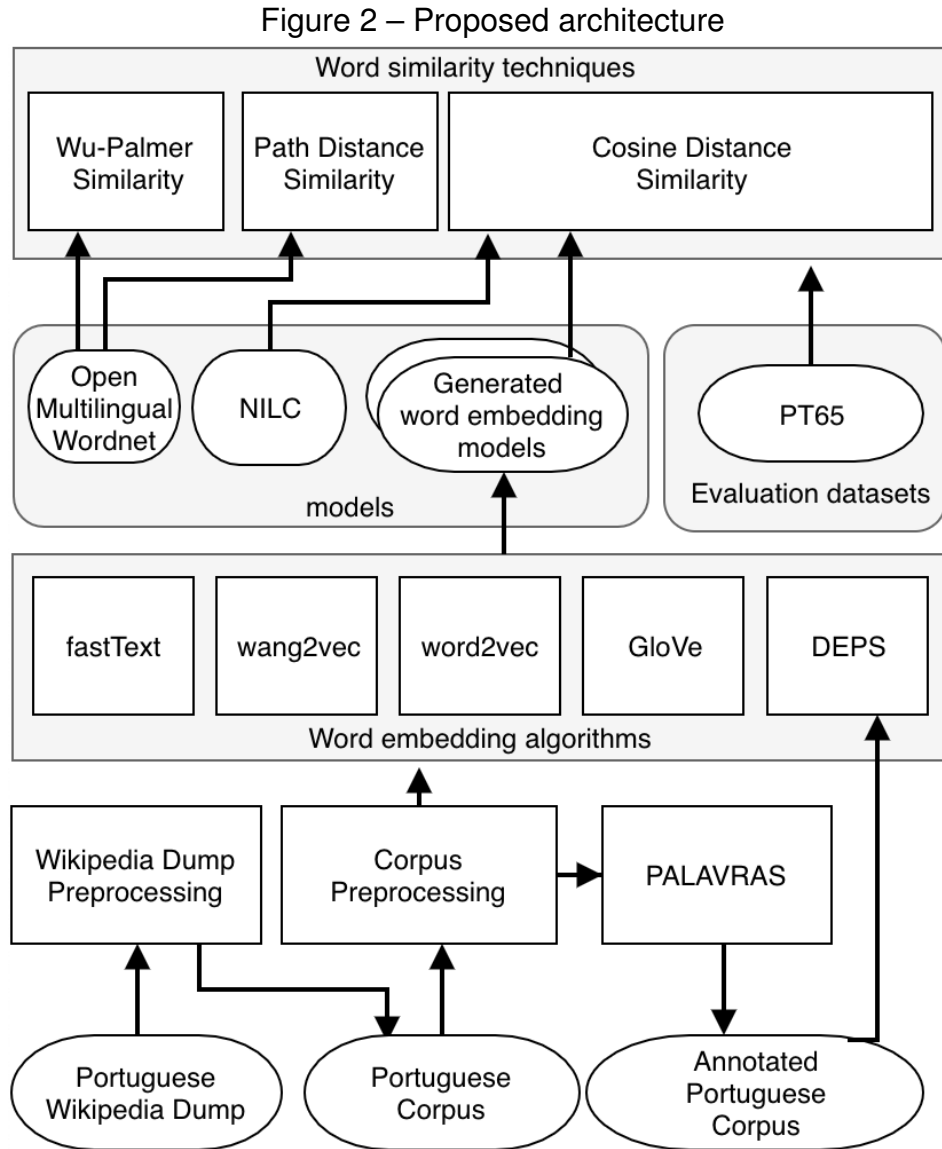 Figure 2 – Proposed architecture
Word similarity techniques
Wu-Palmer
Similarity
Path Distance
Similarity
Cosine Distance
Similarity
Open
Multilingual
Wordnet
NILC
Generated
word embedding
models
models
PT65
Evaluation datasets
fastText
wang2vec
word2vec
GloVe
DEPS
Word embedding algorithms
Wikipedia Dump
Preprocessing
Corpus
Preprocessing
PALAVRAS
Portuguese
Wikipedia Dump
Portuguese
Corpus
Annotated
Portuguese
Corpus